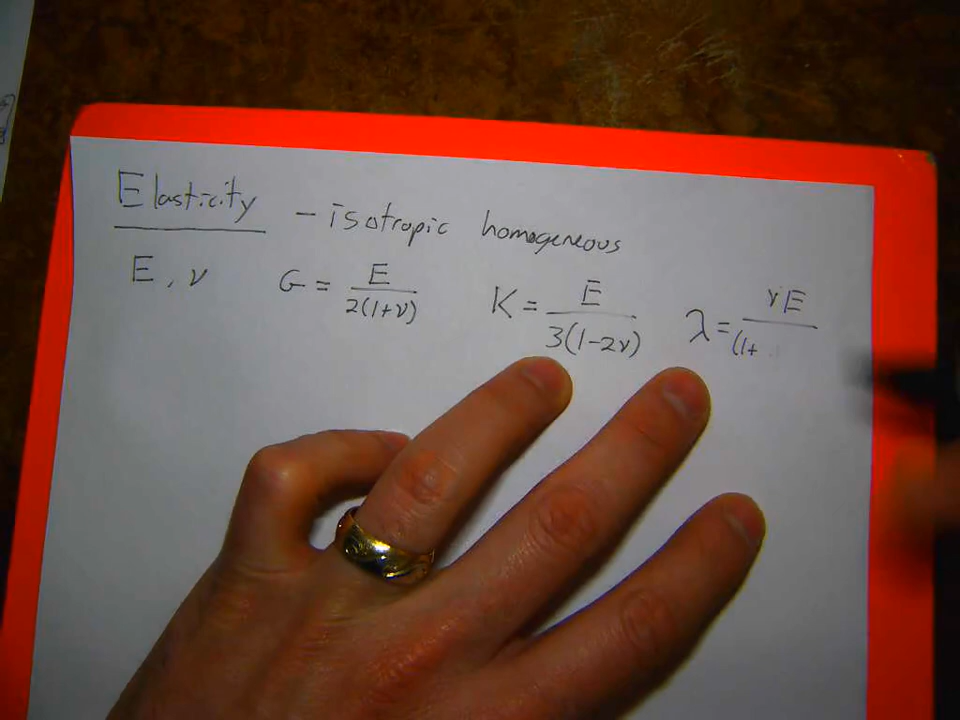 Elasticity - isotropic homogeneous
E, ν G = E / 2(1+ν) K = E / 3(1-2ν) λ = νE / (1+